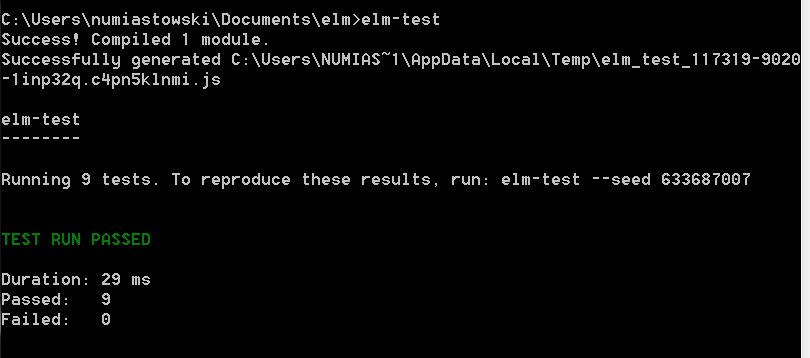 C:\Users\numiastowski\Documents\elm>elm-test
Success! Compiled 1 module.
Successfully generated C:\Users\NUMIAS~1\AppData\Local\Temp\elm_test_117319-9020
-1inp32q.c4pn5klnmi.js
elm-test
--------
Running 9 tests. To reproduce these results, run: elm-test --seed 633687007
TEST RUN PASSED
Duration: 29 ms
Passed:   9
Failed:   0